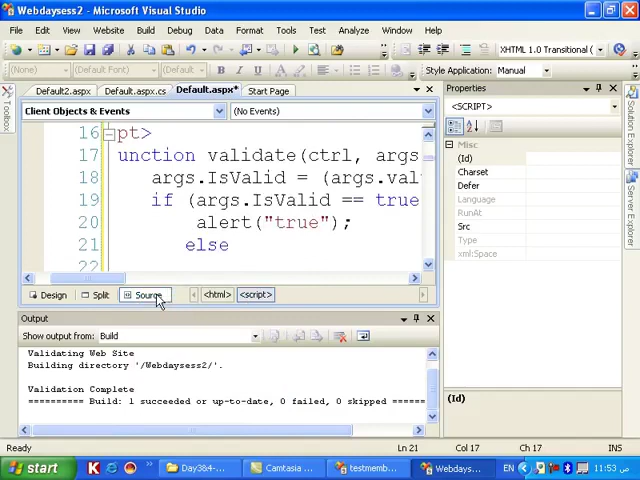 Webdaysess2 - Microsoft Visual Studio
File Edit View Website Build Debug Data Format Tools Test Analyze Window Help
XHTML 1.0 Transitional (
(None) (Default Font) (Default Style Application: Manual
Default2.aspx Default.aspx.cs Default.aspx* Start Page
Client Objects & Events (No Events)
16 pt>
17 unction validate(ctrl, args
18 args.IsValid = (args.val
19 if (args.IsValid == true
20 alert("true");
21 else
22
Design Split Source <html> <script>
Output
Show output from: Build
Validating Web Site
Building directory '/Webdaysess2/'.
Validation Complete
========== Build: 1 succeeded or up-to-date, 0 failed, 0 skipped ======
Toolbox
Properties
<SCRIPT>
Misc
(Id)
Charset
Defer
Language
RunAt
Src
Type
xml:Space
(Id)
Solution Explorer
Server Explorer
Ready Ln 21 Col 17 Ch 17 INS
start Day3&4-... Camtasia ... testmemb... Webdays... EN 11:53 ص